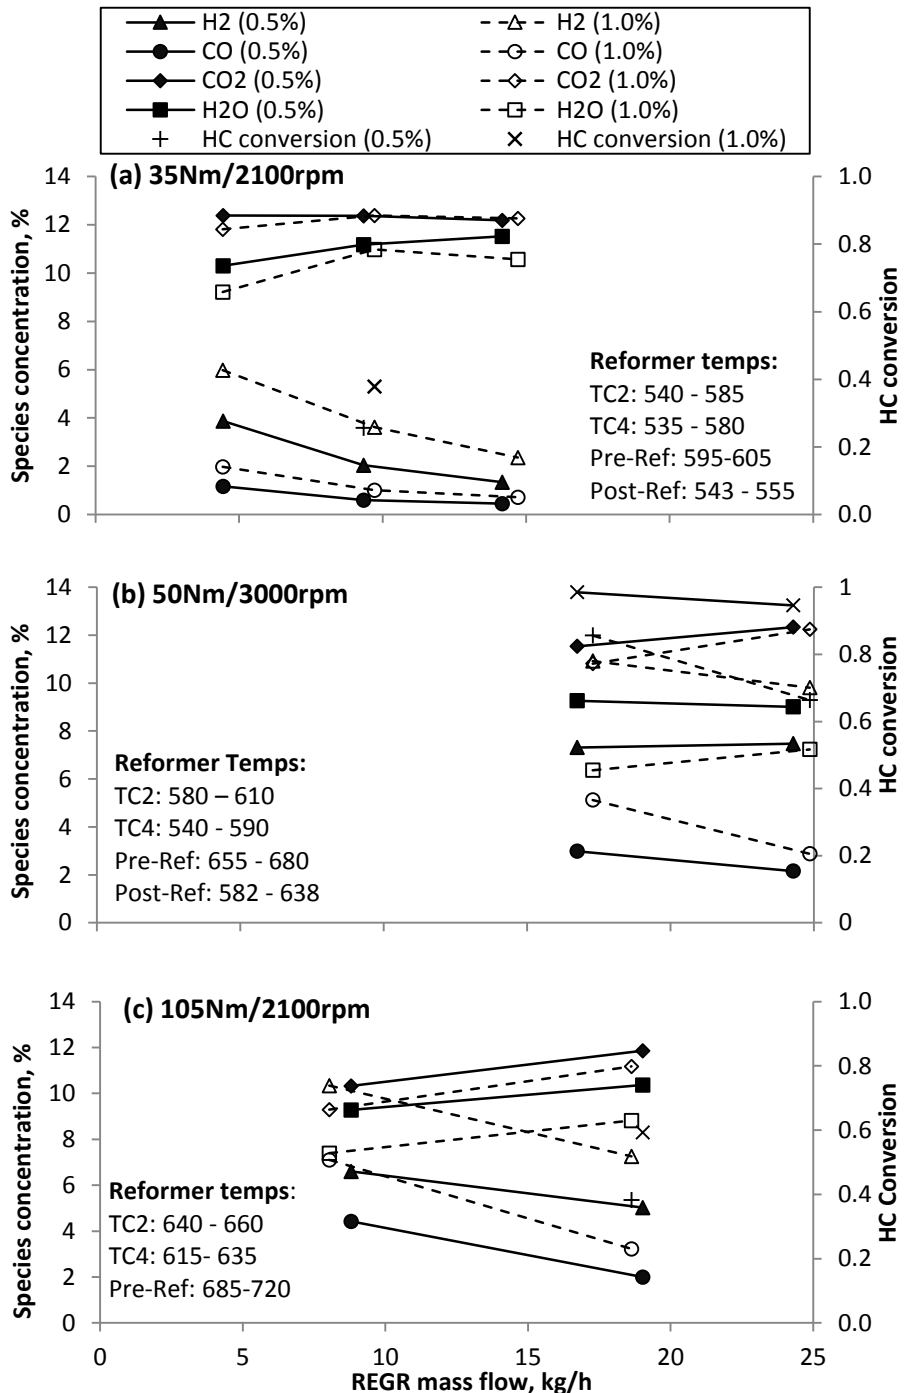 H2 (0.5%) H2 (1.0%)
CO (0.5%) CO (1.0%)
CO2 (0.5%) CO2 (1.0%)
H2O (0.5%) H2O (1.0%)
HC conversion (0.5%) HC conversion (1.0%)
(a) 35Nm/2100rpm
Species concentration, %
14
12
10
8
6
4
2
0
Reformer temps:
TC2: 540 - 585
TC4: 535 - 580
Pre-Ref: 595-605
Post-Ref: 543 - 555
1.0
0.8
0.6
0.4
0.2
0.0
HC conversion
(b) 50Nm/3000rpm
Species concentration, %
14
12
10
8
6
4
2
0
Reformer Temps:
TC2: 580 – 610
TC4: 540 - 590
Pre-Ref: 655 - 680
Post-Ref: 582 - 638
1
0.8
0.6
0.4
0.2
0
HC conversion
(c) 105Nm/2100rpm
Species concentration, %
14
12
10
8
6
4
2
0
Reformer temps:
TC2: 640 - 660
TC4: 615- 635
Pre-Ref: 685-720
1.0
0.8
0.6
0.4
0.2
0.0
HC Conversion
0 5 10 15 20 25
REGR mass flow, kg/h